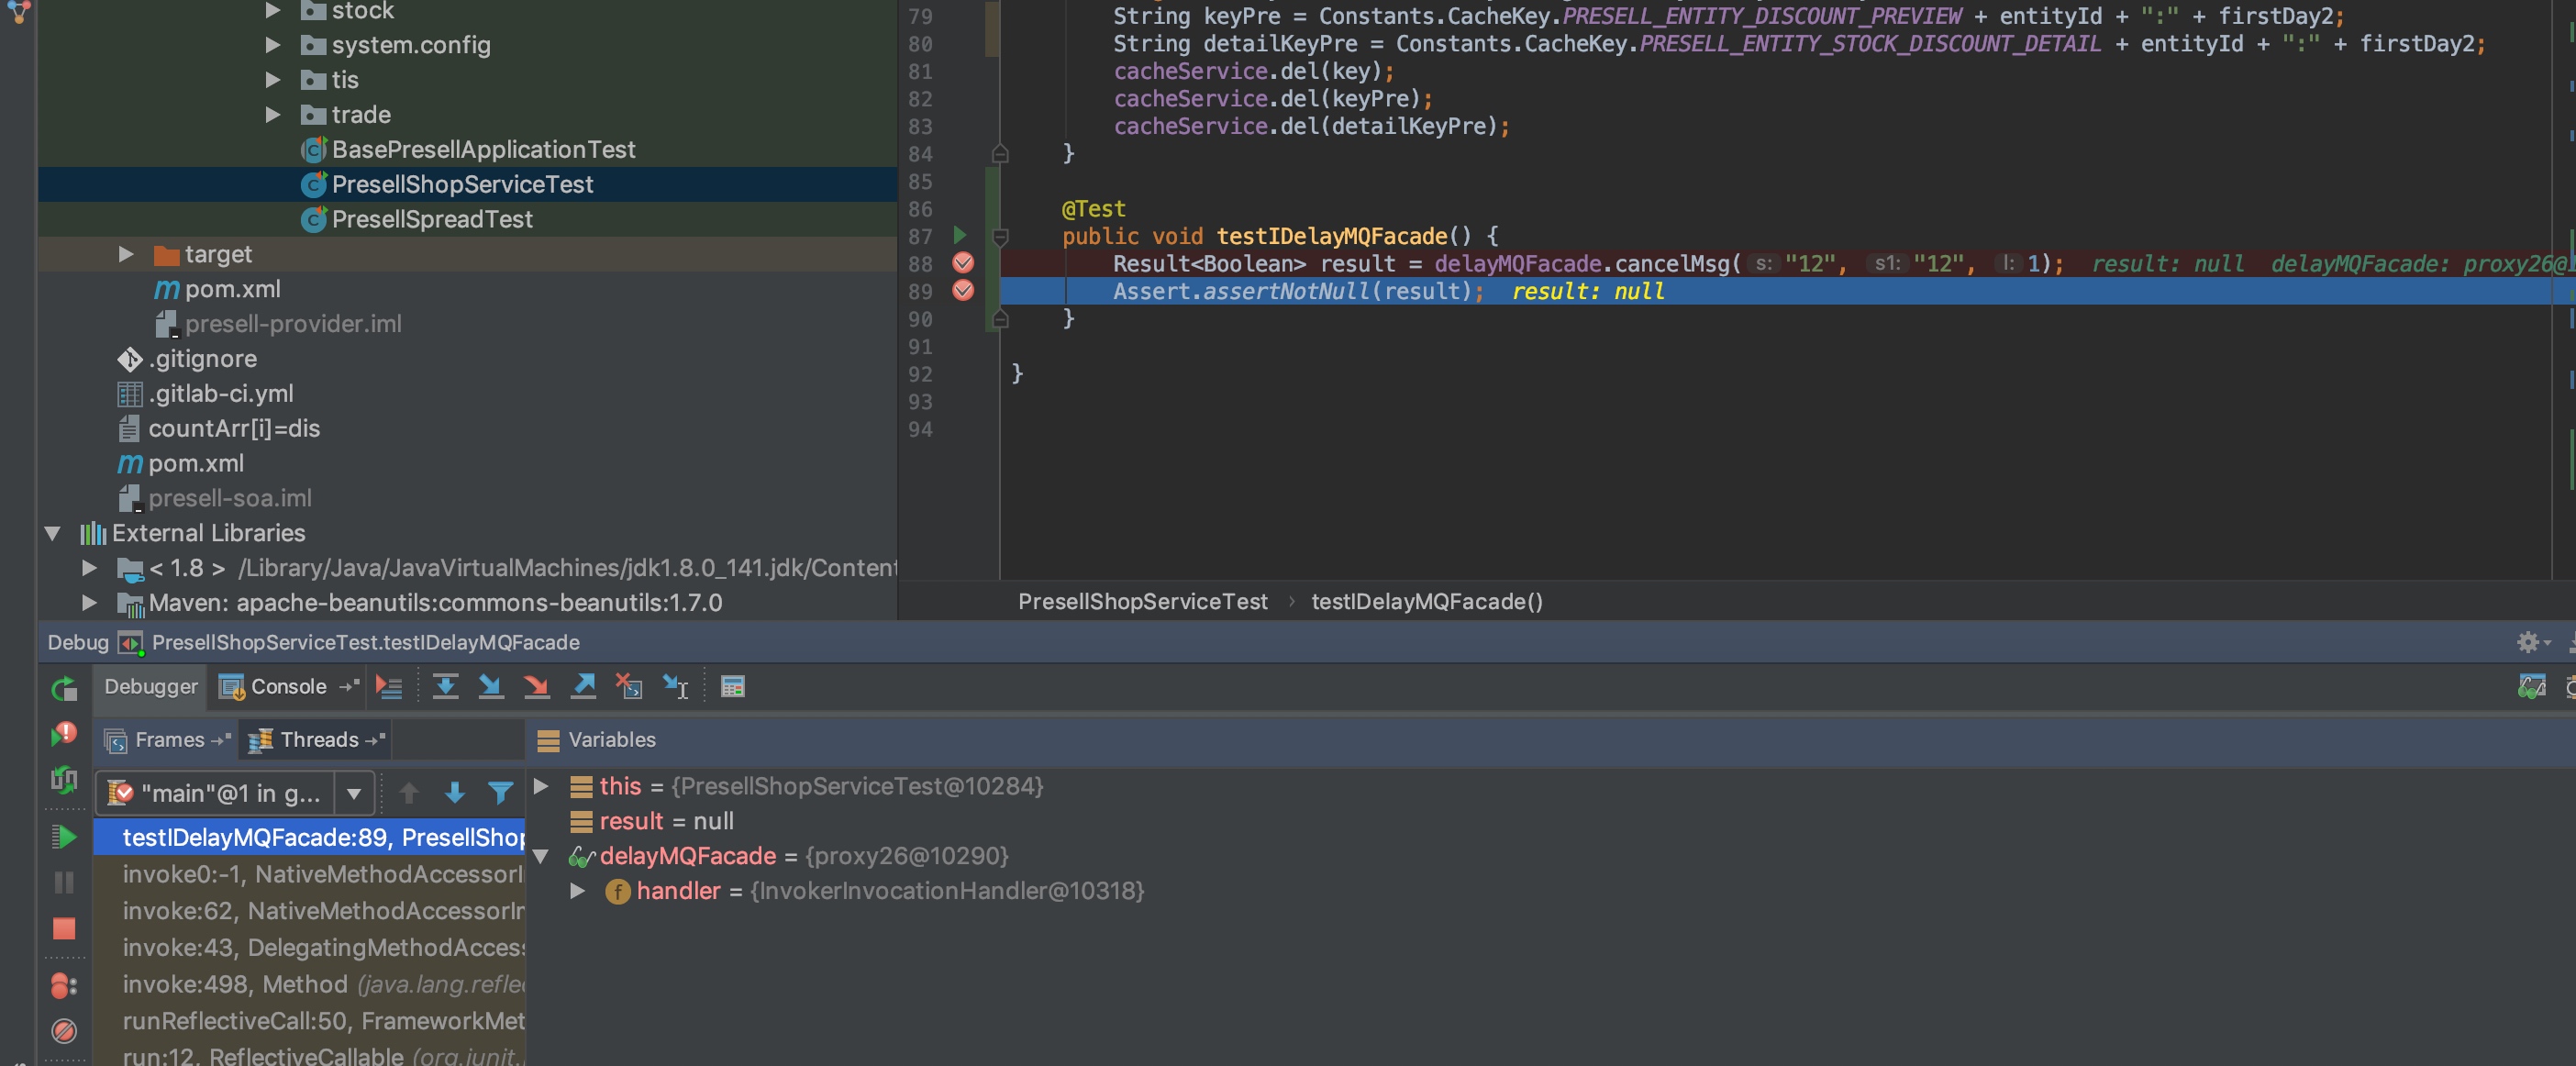 stock
system.config
tis
trade
BasePresellApplicationTest
PresellShopServiceTest
PresellSpreadTest
target
pom.xml
presell-provider.iml
.gitignore
.gitlab-ci.yml
countArr[i]=dis
pom.xml
presell-soa.iml
External Libraries
< 1.8 > /Library/Java/JavaVirtualMachines/jdk1.8.0_141.jdk/Content
Maven: apache-beanutils:commons-beanutils:1.7.0
79 String keyPre = Constants.CacheKey.PRESELL_ENTITY_DISCOUNT_PREVIEW + entityId + ":" + firstDay2;
80 String detailKeyPre = Constants.CacheKey.PRESELL_ENTITY_STOCK_DISCOUNT_DETAIL + entityId + ":" + firstDay2;
81 cacheService.del(key);
82 cacheService.del(keyPre);
83 cacheService.del(detailKeyPre);
84 }
85
86 @Test
87 public void testIDelayMQFacade() {
88 Result<Boolean> result = delayMQFacade.cancelMsg( s: "12", s1: "12", l: 1); result: null delayMQFacade: proxy26@1
89 Assert.assertNotNull(result); result: null
90 }
91
92 }
93
94
PresellShopServiceTest › testIDelayMQFacade()
Debug PresellShopServiceTest.testIDelayMQFacade
Debugger Console
Frames Threads Variables
"main"@1 in g...
testIDelayMQFacade:89, PresellShop
invoke0:-1, NativeMethodAccessorI
invoke:62, NativeMethodAccessorIn
invoke:43, DelegatingMethodAccess
invoke:498, Method (java.lang.refle
runReflectiveCall:50, FrameworkMet
run:12, ReflectiveCallable (org.junit.
this = {PresellShopServiceTest@10284}
result = null
delayMQFacade = {proxy26@10290}
f handler = {InvokerInvocationHandler@10318}